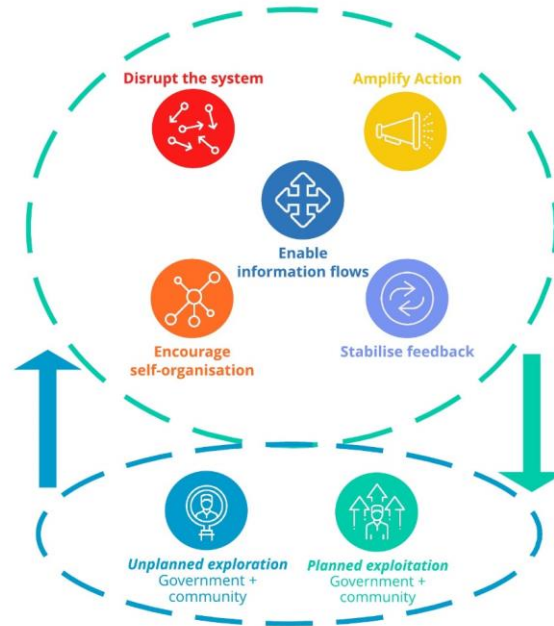 Disrupt the system
Amplify Action
Enable
information flows
Encourage
self-organisation
Stabilise feedback
Unplanned exploration
Government +
community
Planned exploitation
Government +
community